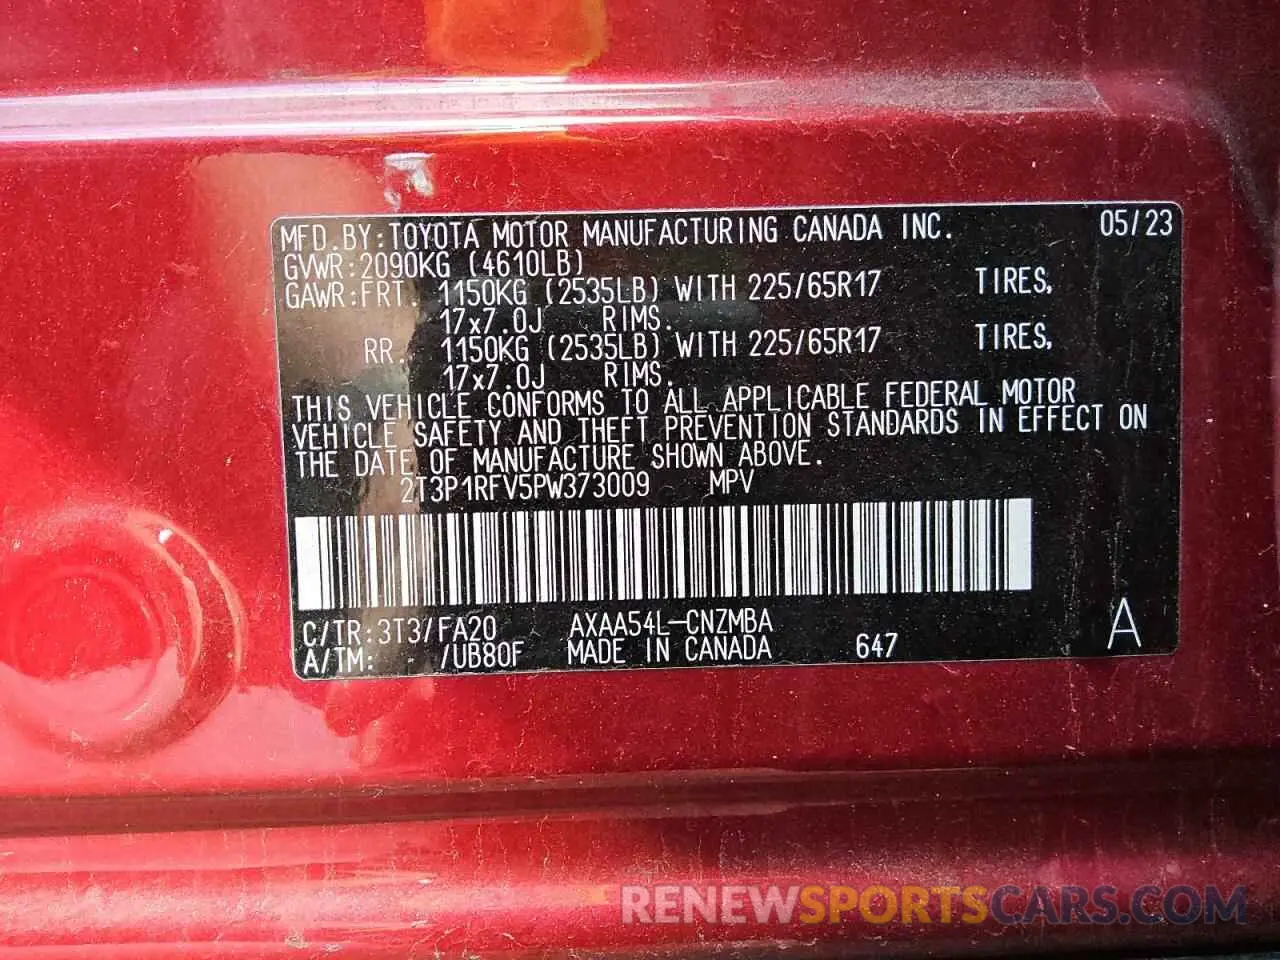 MFD.BY:TOYOTA MOTOR MANUFACTURING CANADA INC. 05/23
GVWR:2090KG (4610LB)
GAWR:FRT. 1150KG (2535LB) WITH 225/65R17 TIRES,
17x7.0J RIMS.
RR. 1150KG (2535LB) WITH 225/65R17 TIRES,
17x7.0J RIMS.
THIS VEHICLE CONFORMS TO ALL APPLICABLE FEDERAL MOTOR
VEHICLE SAFETY AND THEFT PREVENTION STANDARDS IN EFFECT ON
THE DATE OF MANUFACTURE SHOWN ABOVE.
2T3P1RFV5PW373009 MPV
C/TR:3T3/FA20 AXAA54L-CNZMBA A
A/TM: - /UB80F MADE IN CANADA 647
RENEWSPORTSCARS.COM